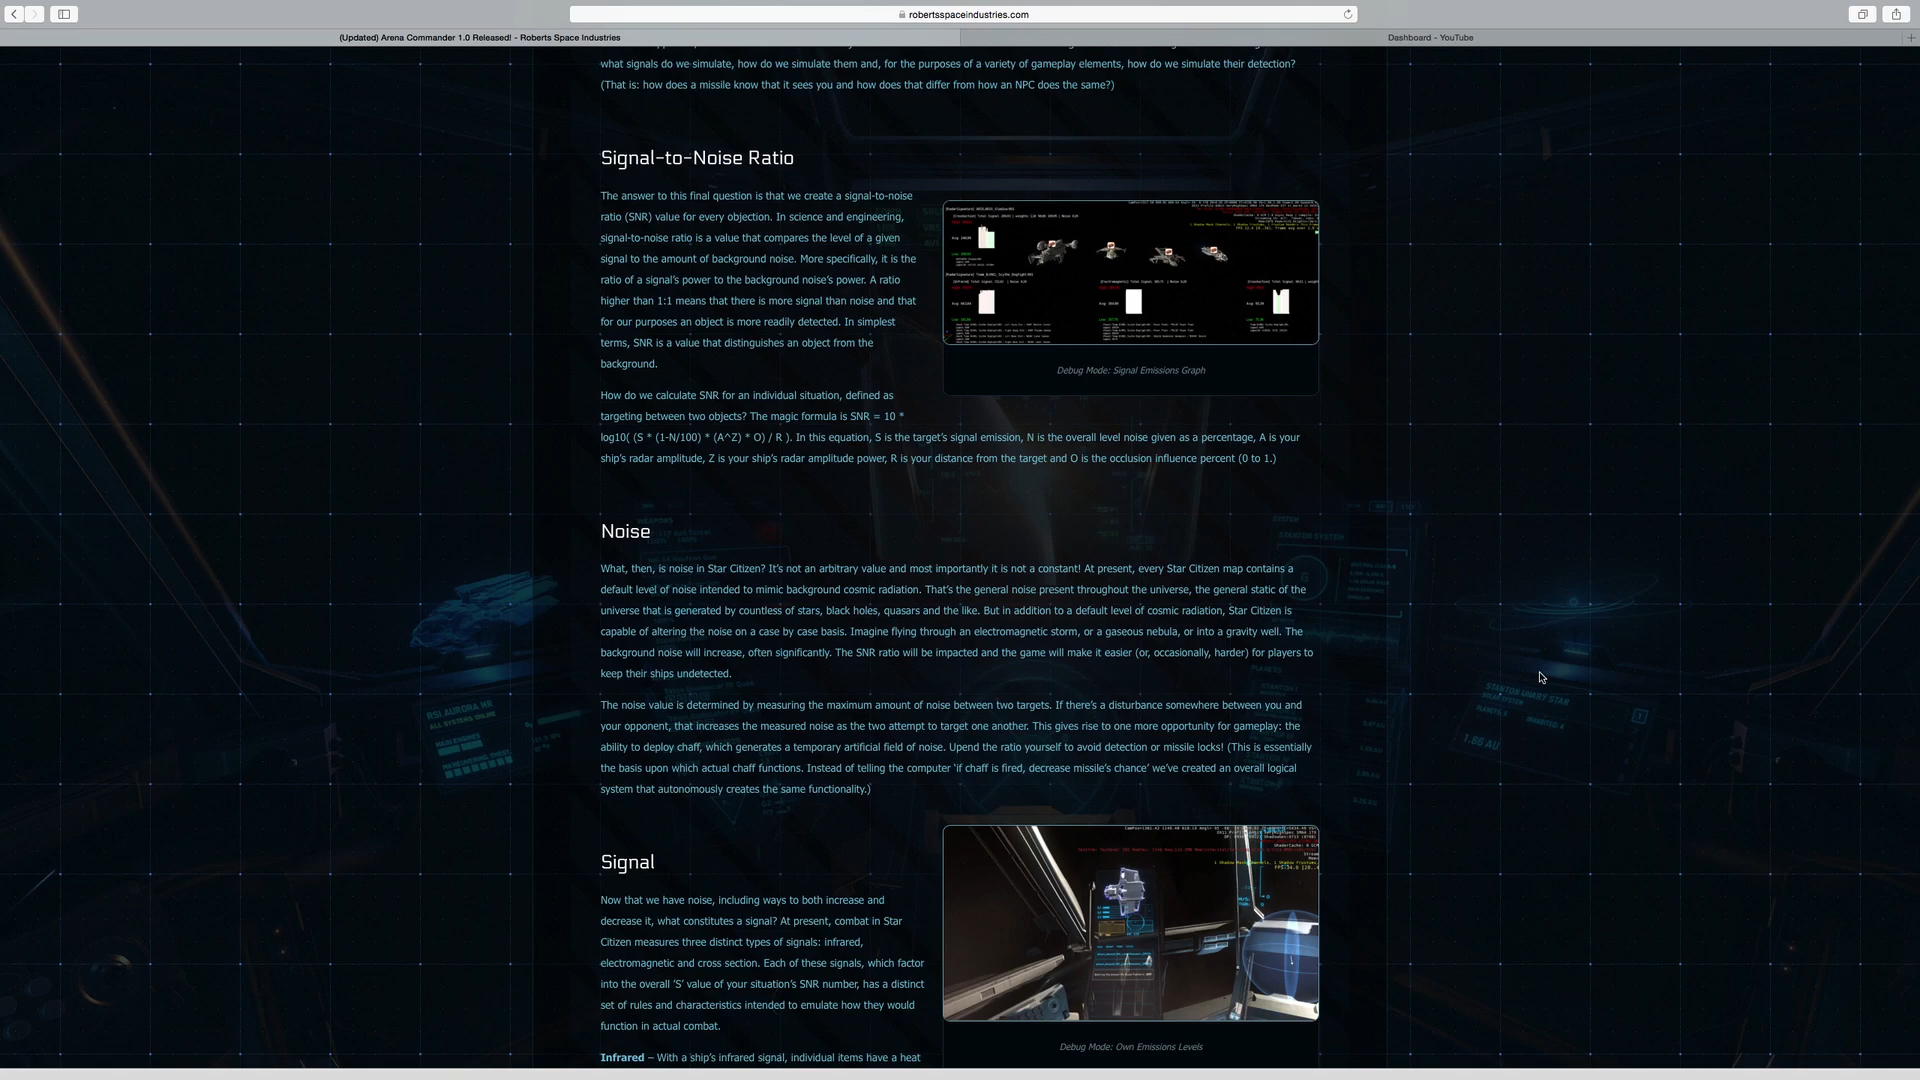 robertsspaceindustries.com
(Updated) Arena Commander 1.0 Released! - Roberts Space Industries
Dashboard - YouTube
what signals do we simulate, how do we simulate them and, for the purposes of a variety of gameplay elements, how do we simulate their detection?
(That is: how does a missile know that it sees you and how does that differ from how an NPC does the same?)
Signal-to-Noise Ratio
The answer to this final question is that we create a signal-to-noise
ratio (SNR) value for every objection. In science and engineering,
signal-to-noise ratio is a value that compares the level of a given
signal to the amount of background noise. More specifically, it is the
ratio of a signal's power to the background noise's power. A ratio
higher than 1:1 means that there is more signal than noise and that
for our purposes an object is more readily detected. In simplest
terms, SNR is a value that distinguishes an object from the
background.
Debug Mode: Signal Emissions Graph
How do we calculate SNR for an individual situation, defined as
targeting between two objects? The magic formula is SNR = 10 *
log10( (S * (1-N/100) * (A^Z) * O) / R ). In this equation, S is the target's signal emission, N is the overall level noise given as a percentage, A is your
ship's radar amplitude, Z is your ship's radar amplitude power, R is your distance from the target and O is the occlusion influence percent (0 to 1.)
Noise
What, then, is noise in Star Citizen? It's not an arbitrary value and most importantly it is not a constant! At present, every Star Citizen map contains a
default level of noise intended to mimic background cosmic radiation. That's the general noise present throughout the universe, the general static of the
universe that is generated by countless of stars, black holes, quasars and the like. But in addition to a default level of cosmic radiation, Star Citizen is
capable of altering the noise on a case by case basis. Imagine flying through an electromagnetic storm, or a gaseous nebula, or into a gravity well. The
background noise will increase, often significantly. The SNR ratio will be impacted and the game will make it easier (or, occasionally, harder) for players to
keep their ships undetected.
The noise value is determined by measuring the maximum amount of noise between two targets. If there's a disturbance somewhere between you and
your opponent, that increases the measured noise as the two attempt to target one another. This gives rise to one more opportunity for gameplay: the
ability to deploy chaff, which generates a temporary artificial field of noise. Upend the ratio yourself to avoid detection or missile locks! (This is essentially
the basis upon which actual chaff functions. Instead of telling the computer 'if chaff is fired, decrease missile's chance' we've created an overall logical
system that autonomously creates the same functionality.)
RSI AURORA MR
ALL SYSTEMS ONLINE
MAIN ENGINES
STANTON SYSTEM
STANTON UNARY STAR
1.86 AU
Signal
Now that we have noise, including ways to both increase and
decrease it, what constitutes a signal? At present, combat in Star
Citizen measures three distinct types of signals: infrared,
electromagnetic and cross section. Each of these signals, which factor
into the overall 'S' value of your situation's SNR number, has a distinct
set of rules and characteristics intended to emulate how they would
function in actual combat.
Infrared – With a ship's infrared signal, individual items have a heat
Debug Mode: Own Emissions Levels